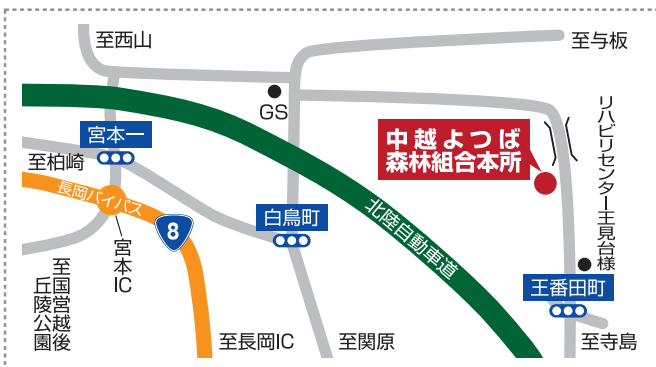 至西山
至与板
GS
リハビリセンター王見台様
宮本一
中越よつば
森林組合本所
至柏崎
長岡バイパス
白鳥町
北陸自動車道
8
宮本IC
至国営越後
丘陵公園
王番田町
至長岡IC
至関原
至寺島